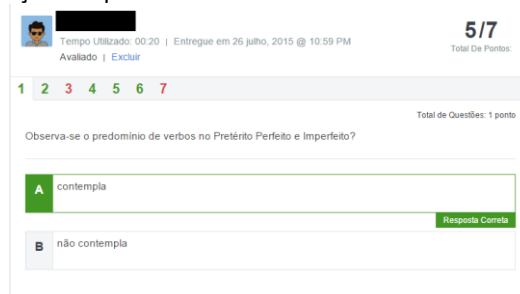 5/7
Tempo Utilizado: 00:20 | Entregue em 26 julho, 2015 @ 10:59 PM
Total De Pontos:
Avaliado | Excluir
1 2 3 4 5 6 7
Total de Questões: 1 ponto
Observa-se o predomínio de verbos no Pretérito Perfeito e Imperfeito?
A contempla
Resposta Correta
B não contempla